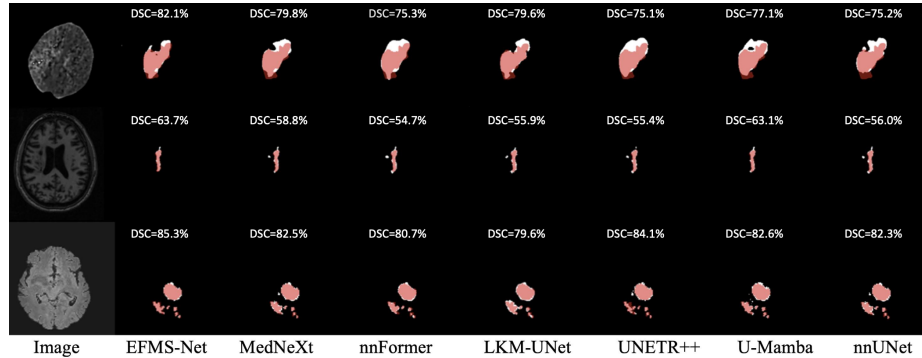 DSC=82.1% DSC=79.8% DSC=75.3% DSC=79.6% DSC=75.1% DSC=77.1% DSC=75.2%
DSC=63.7% DSC=58.8% DSC=54.7% DSC=55.9% DSC=55.4% DSC=63.1% DSC=56.0%
DSC=85.3% DSC=82.5% DSC=80.7% DSC=79.6% DSC=84.1% DSC=82.6% DSC=82.3%
Image EFMS-Net MedNeXt nnFormer LKM-UNet UNETR++ U-Mamba nnUNet